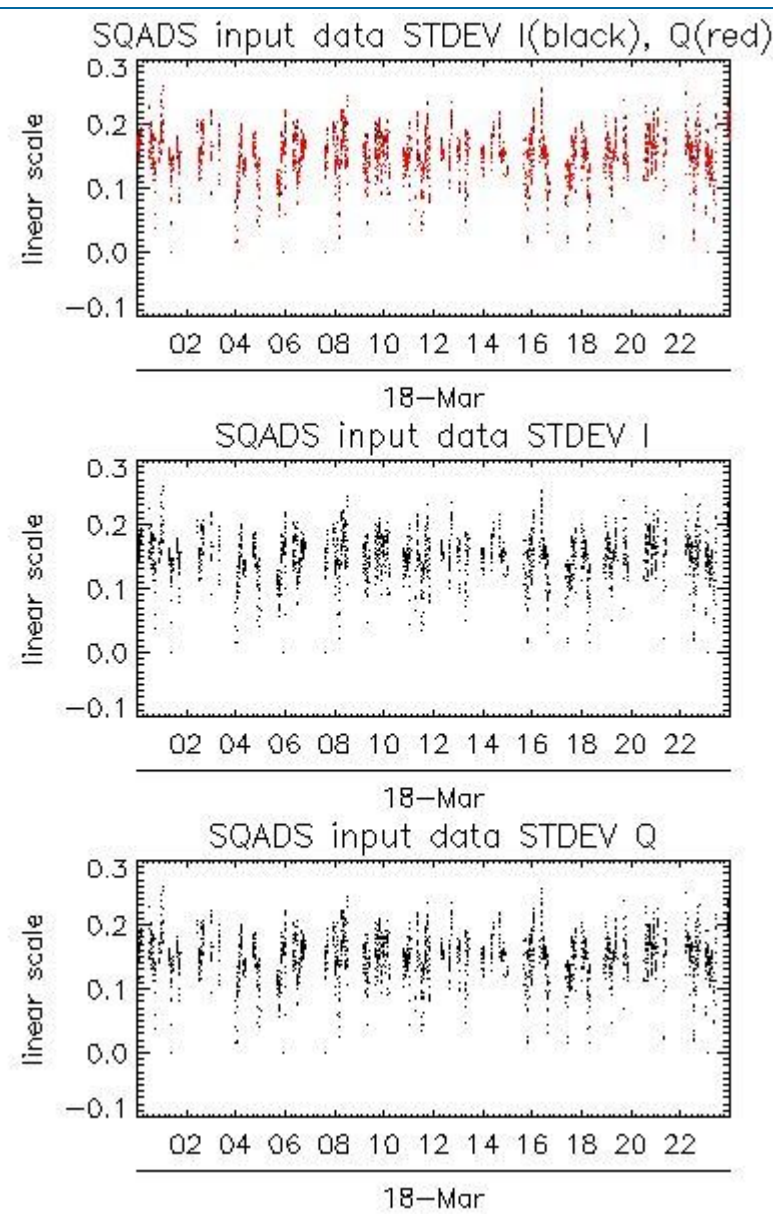 SQADS input data STDEV I(black), Q(red)
0.3
0.2
0.1
0.0
−0.1
linear scale
02 04 06 08 10 12 14 16 18 20 22
18−Mar
SQADS input data STDEV I
0.3
0.2
0.1
0.0
−0.1
linear scale
02 04 06 08 10 12 14 16 18 20 22
18−Mar
SQADS input data STDEV Q
0.3
0.2
0.1
0.0
−0.1
linear scale
02 04 06 08 10 12 14 16 18 20 22
18−Mar